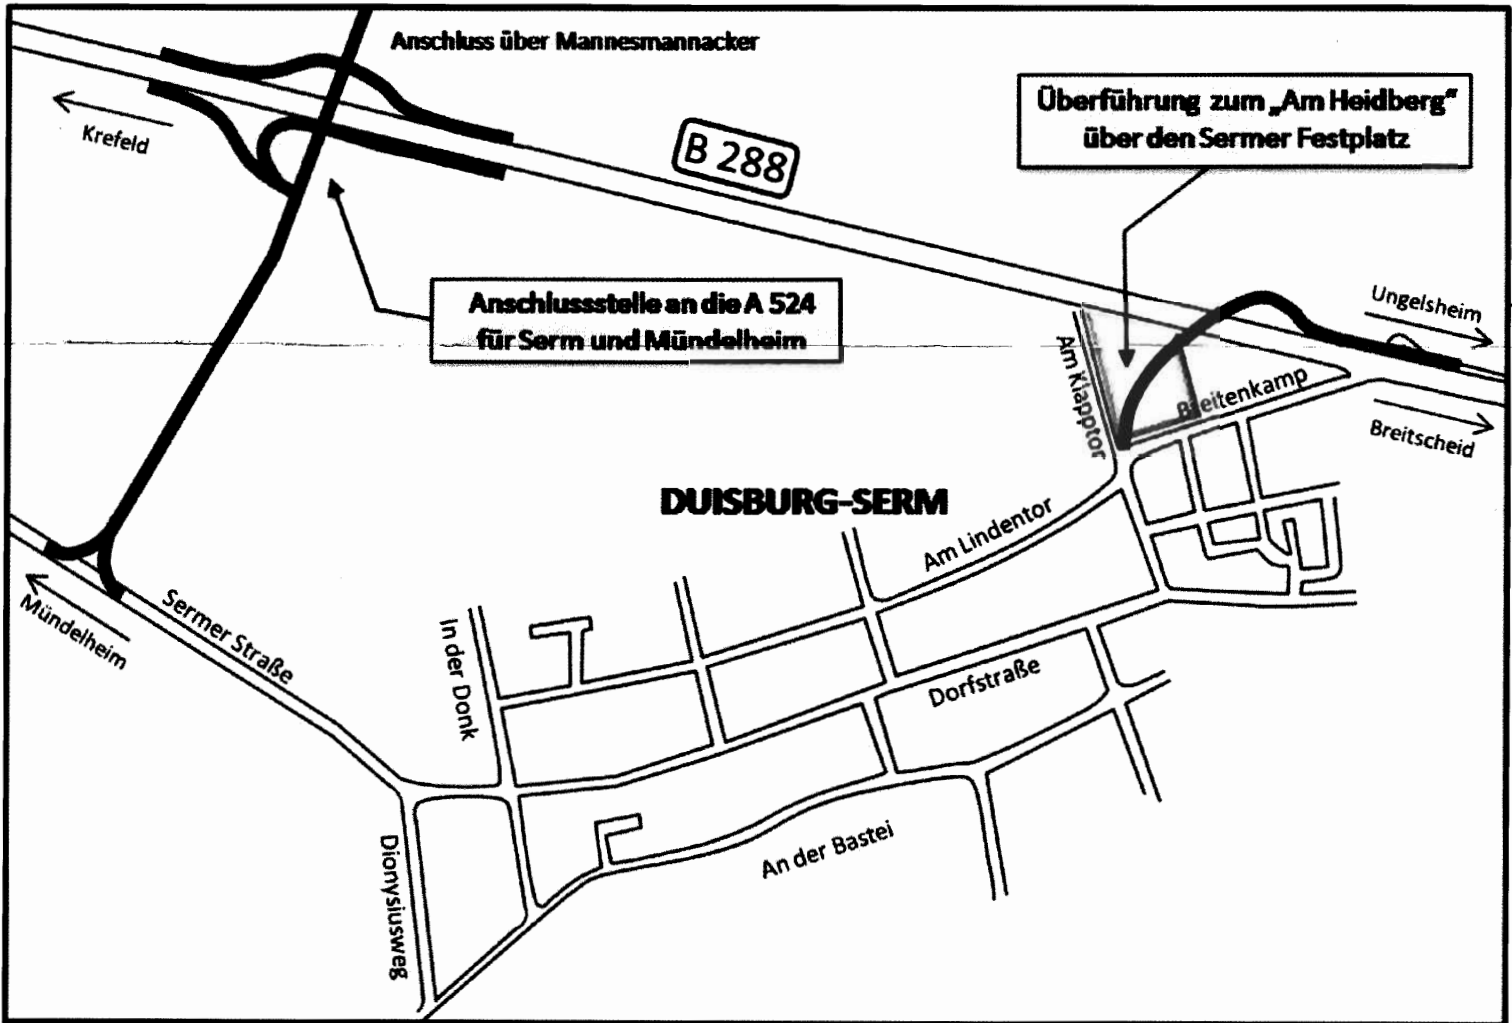 Anschluss über Mannesmannacker
Krefeld
B 288
Überführung zum „Am Heidberg“
über den Sermer Festplatz
Anschlussstelle an die A 524
für Serm und Mündelheim
Ungelsheim
Am Klapptor
Breitenkamp
Breitscheid
DUISBURG-SERM
Am Lindentor
Mündelheim
Sermer Straße
In der Donk
Dorfstraße
An der Bastei
Dionysiusweg